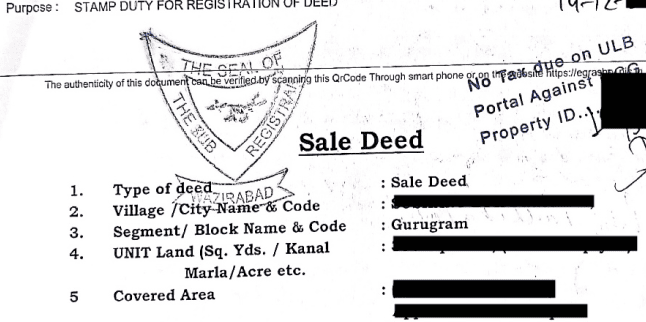 Purpose : STAMP DUTY FOR REGISTRATION OF DEED
The authenticity of this document can be verified by scanning this QrCode Through smart phone or on the website https://egrashry
No Tax due on ULB
Portal Against
Property ID..
THE SEAL OF
THE SUB
REGISTRAR
WAZIRABAD
Sale Deed
1. Type of deed : Sale Deed
2. Village /City Name & Code :
3. Segment/ Block Name & Code : Gurugram
4. UNIT Land (Sq. Yds. / Kanal :
Marla/Acre etc.
5 Covered Area :